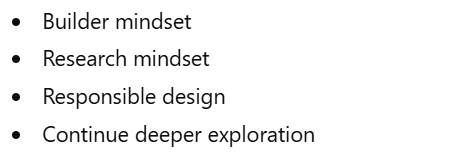 • Builder mindset
• Research mindset
• Responsible design
• Continue deeper exploration